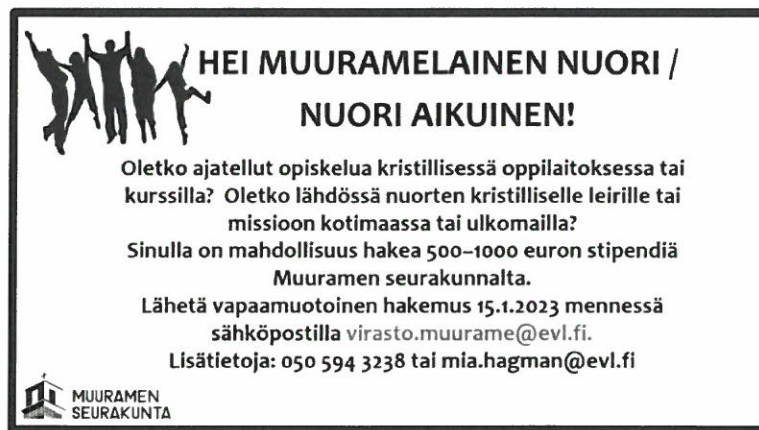 HEI MUURAMELAINEN NUORI /
NUORI AIKUINEN!
Oletko ajatellut opiskelua kristillisessä oppilaitoksessa tai
kurssilla? Oletko lähdössä nuorten kristilliselle leirille tai
missioon kotimaassa tai ulkomailla?
Sinulla on mahdollisuus hakea 500–1000 euron stipendiä
Muuramen seurakunnalta.
Lähetä vapaamuotoinen hakemus 15.1.2023 mennessä
sähköpostilla virasto.muurame@evl.fi.
Lisätietoja: 050 594 3238 tai mia.hagman@evl.fi
MUURAMEN
SEURAKUNTA